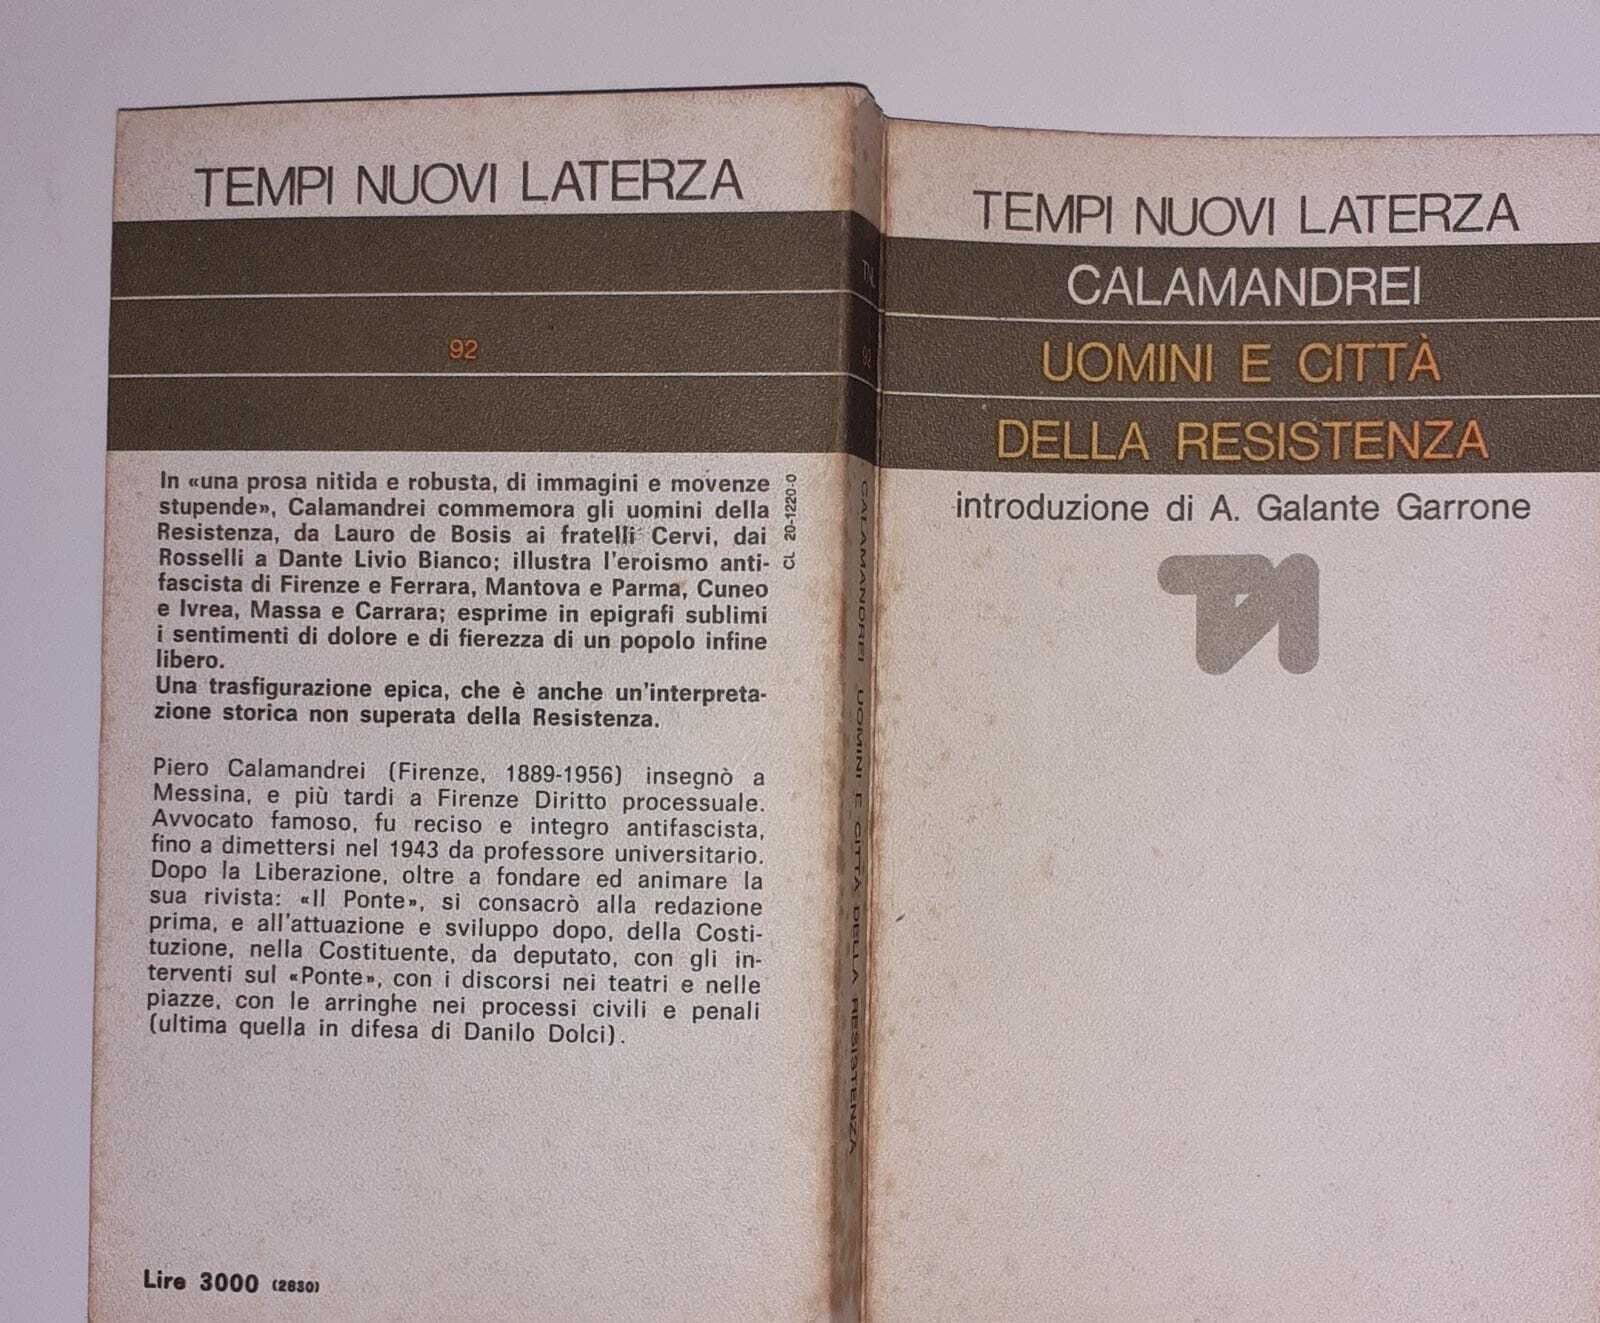 TEMPI NUOVI LATERZA
92
In «una prosa nitida e robusta, di immagini e movenze
stupende», Calamandrei commemora gli uomini della
Resistenza, da Lauro de Bosis ai fratelli Cervi, dai
Rosselli a Dante Livio Bianco; illustra l'eroismo anti-
fascista di Firenze e Ferrara, Mantova e Parma, Cuneo
e Ivrea, Massa e Carrara; esprime in epigrafi sublimi
i sentimenti di dolore e di fierezza di un popolo infine
libero.
Una trasfigurazione epica, che è anche un'interpreta-
zione storica non superata della Resistenza.
Piero Calamandrei (Firenze, 1889-1956) insegnò a
Messina, e più tardi a Firenze Diritto processuale.
Avvocato famoso, fu reciso e integro antifascista,
fino a dimettersi nel 1943 da professore universitario.
Dopo la Liberazione, oltre a fondare ed animare la
sua rivista: «Il Ponte», si consacrò alla redazione
prima, e all'attuazione e sviluppo dopo, della Costi-
tuzione, nella Costituente, da deputato, con gli in-
terventi sul «Ponte», con i discorsi nei teatri e nelle
piazze, con le arringhe nei processi civili e penali
(ultima quella in difesa di Danilo Dolci).
Lire 3000 (2830)
CL 20-1220-0
TNL
92
CALAMANDREI UOMINI E CITTÀ DELLA RESISTENZA
TEMPI NUOVI LATERZA
CALAMANDREI
UOMINI E CITTÀ
DELLA RESISTENZA
introduzione di A. Galante Garrone
TN